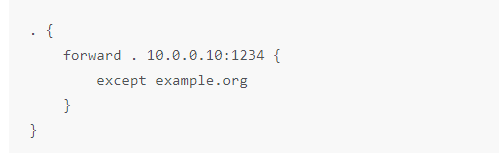 . {
    forward . 10.0.0.10:1234 {
        except example.org
    }
}